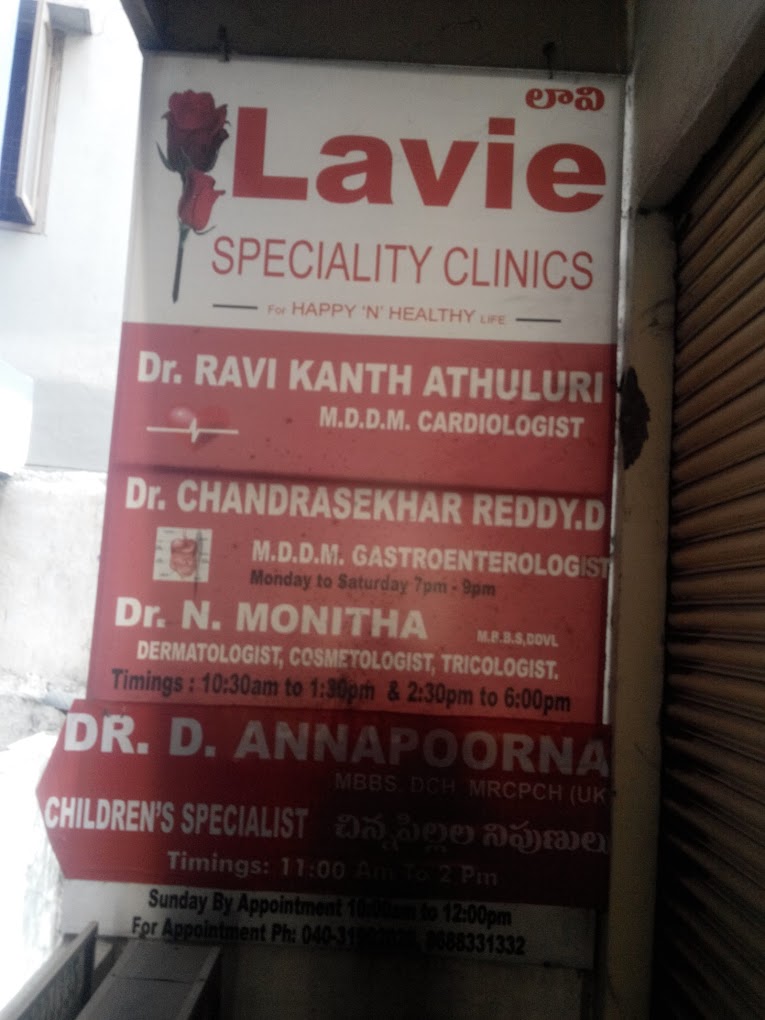 లావి
Lavie
SPECIALITY CLINICS
For HAPPY 'N' HEALTHY LIFE
Dr. RAVI KANTH ATHULURI
M.D.D.M. CARDIOLOGIST
Dr. CHANDRASEKHAR REDDY.D
M.D.D.M. GASTROENTEROLOGIST
Monday to Saturday 7pm - 9pm
Dr. N. MONITHA
M.B.B.S,DDVL
DERMATOLOGIST, COSMETOLOGIST, TRICOLOGIST.
Timings : 10:30am to 1:30pm & 2:30pm to 6:00pm
DR. D. ANNAPOORNA
MBBS. DCH MRCPCH (UK
CHILDREN'S SPECIALIST చిన్నపిల్లల నిపుణులు
Timings: 11:00 Am To 2 Pm
Sunday By Appointment 10:00am to 12:00pm
For Appointment Ph: 8688331332